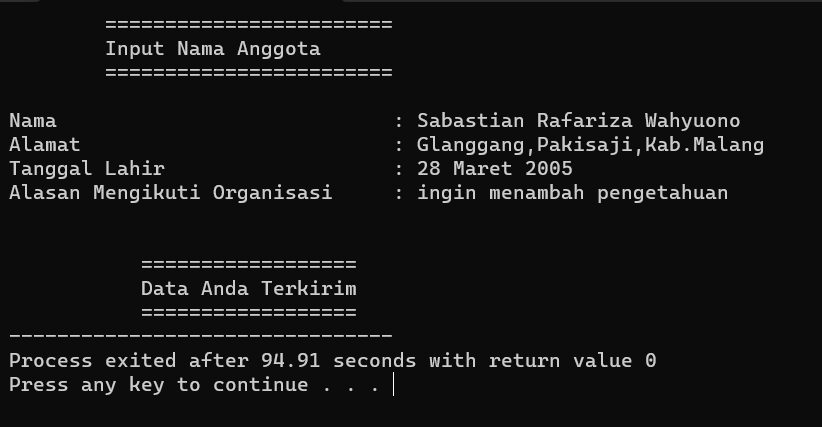 ========================
Input Nama Anggota
========================
Nama : Sabastian Rafariza Wahyuono
Alamat : Glanggang,Pakisaji,Kab.Malang
Tanggal Lahir : 28 Maret 2005
Alasan Mengikuti Organisasi : ingin menambah pengetahuan
==================
Data Anda Terkirim
==================
--------------------------------
Process exited after 94.91 seconds with return value 0
Press any key to continue . . .